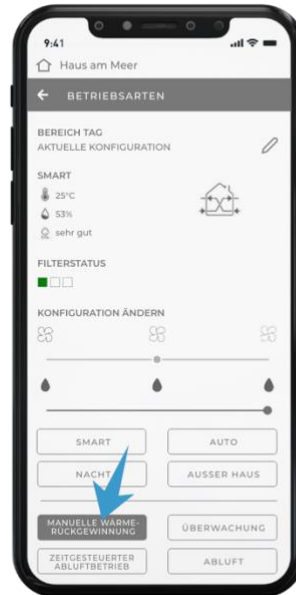 9:41
Haus am Meer
BETRIEBSARTEN
BEREICH TAG
AKTUELLE KONFIGURATION
SMART
25°C
53%
sehr gut
FILTERSTATUS
KONFIGURATION ÄNDERN
SMART
AUTO
NACHT
AUSSER HAUS
MANUELLE WÄRME-
RÜCKGEWINNUNG
ÜBERWACHUNG
ZEITGESTEUERTER
ABLUFTBETRIEB
ABLUFT